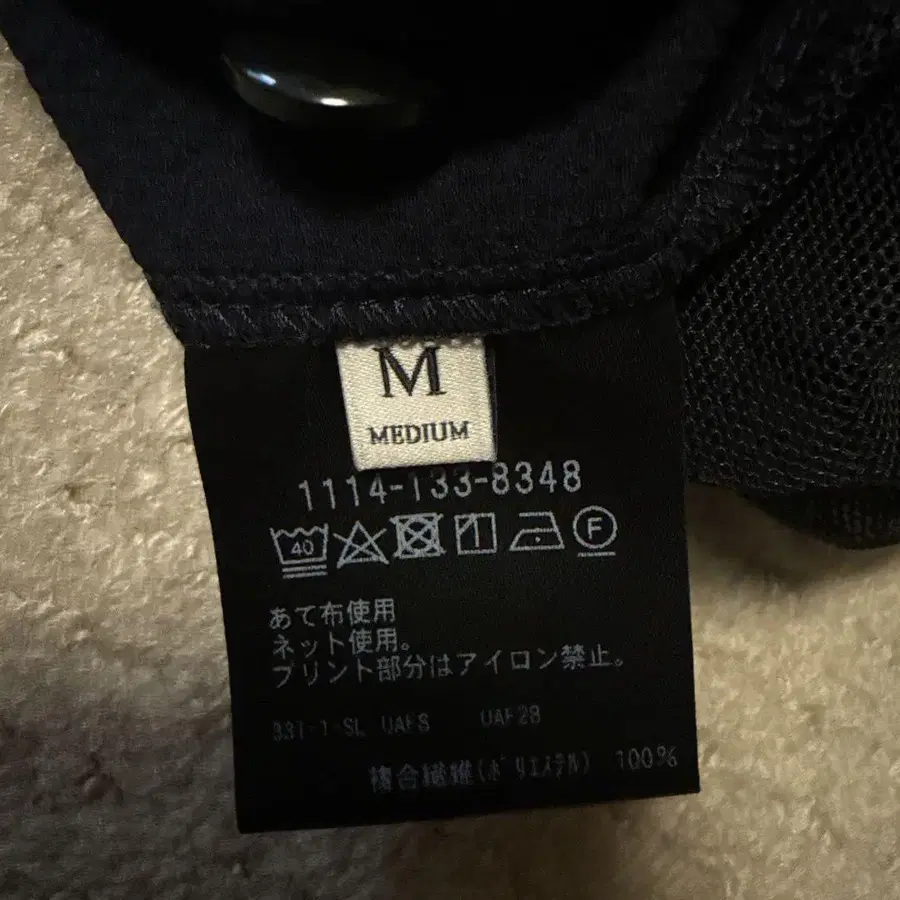 M
MEDIUM
1114-133-8348
40 F
あて布使用
ネット使用。
プリント部分はアイロン禁止。
UAF28
複合繊維(ポリエステル) 100%